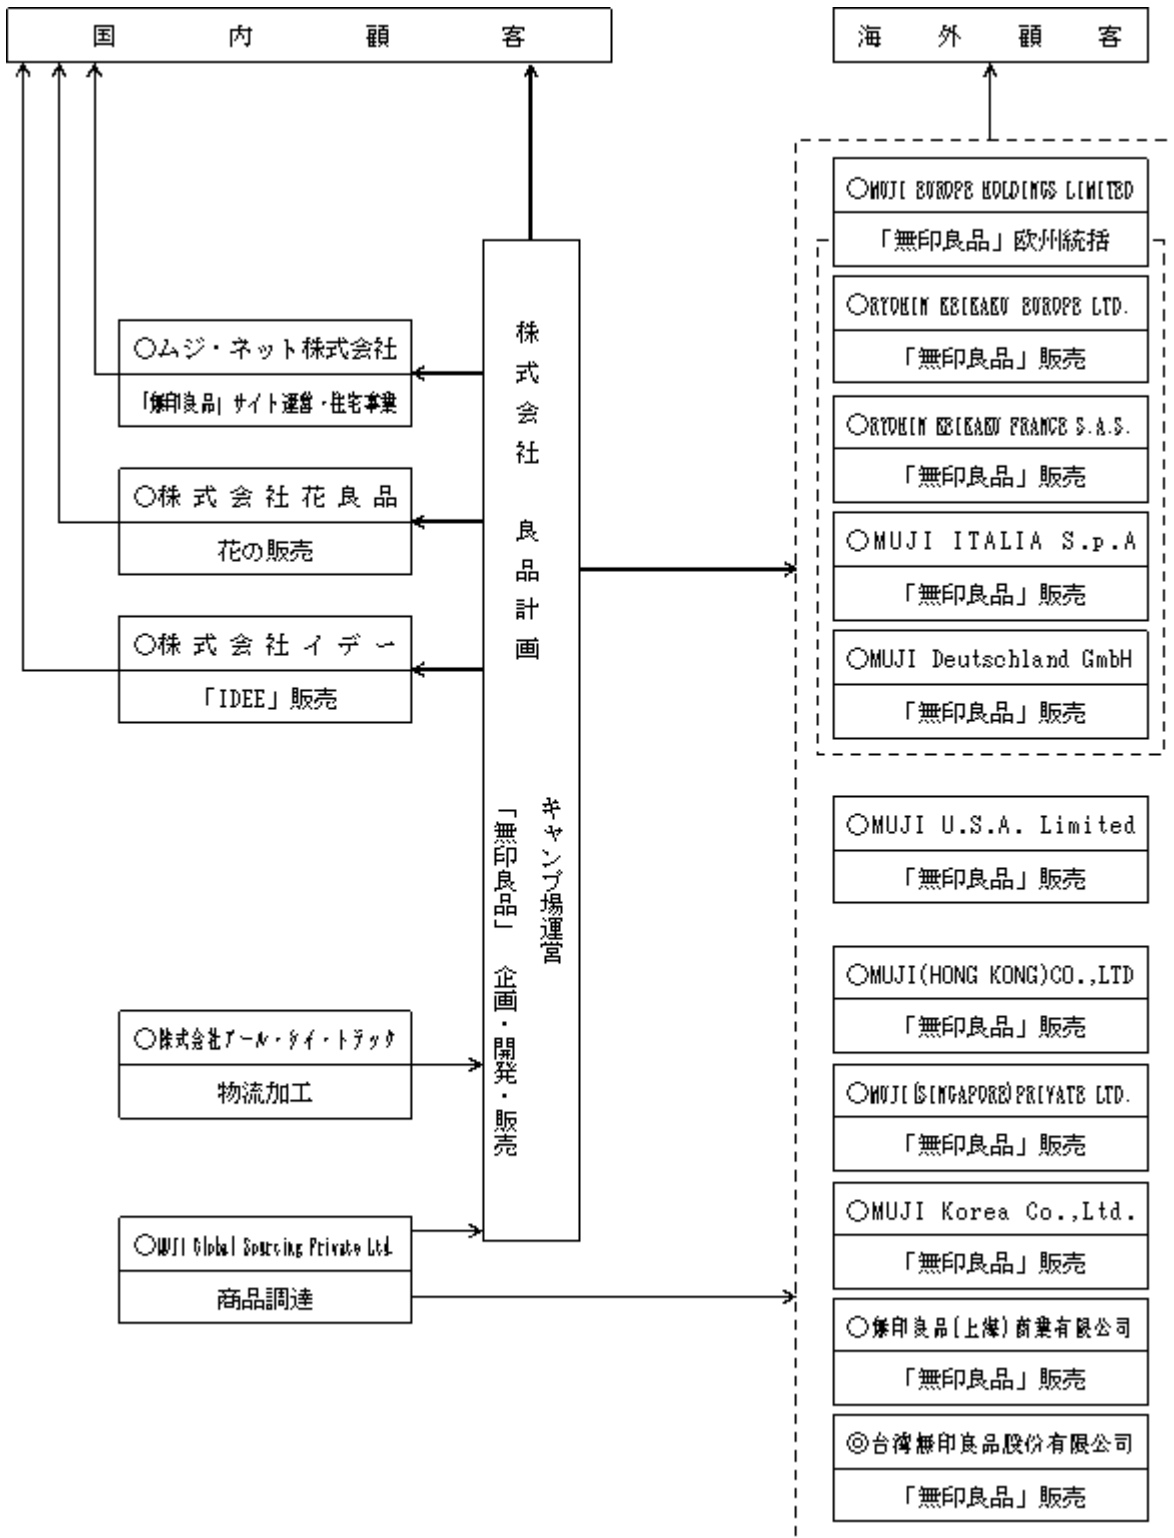 国内顧客
海外顧客
○ムジ・ネット株式会社
「無印良品」サイト運営・住宅事業
○株式会社花良品
花の販売
○株式会社イデー
「IDEE」販売
○株式会社アール・ケイ・トラック
物流加工
○MUJI Global Sourcing Private Ltd.
商品調達
株式会社 良品計画
キャンプ場運営
「無印良品」 企画・開発・販売
○MUJI EUROPE HOLDINGS LIMITED
「無印良品」欧州統括
○RYOHIN KEIKAKU EUROPE LTD.
「無印良品」販売
○RYOHIN KEIKAKU FRANCE S.A.S.
「無印良品」販売
○MUJI ITALIA S.p.A
「無印良品」販売
○MUJI Deutschland GmbH
「無印良品」販売
○MUJI U.S.A. Limited
「無印良品」販売
○MUJI(HONG KONG)CO.,LTD
「無印良品」販売
○MUJI(SINGAPORE)PRIVATE LTD.
「無印良品」販売
○MUJI Korea Co.,Ltd.
「無印良品」販売
○無印良品(上海)商業有限公司
「無印良品」販売
◎台湾無印良品股份有限公司
「無印良品」販売